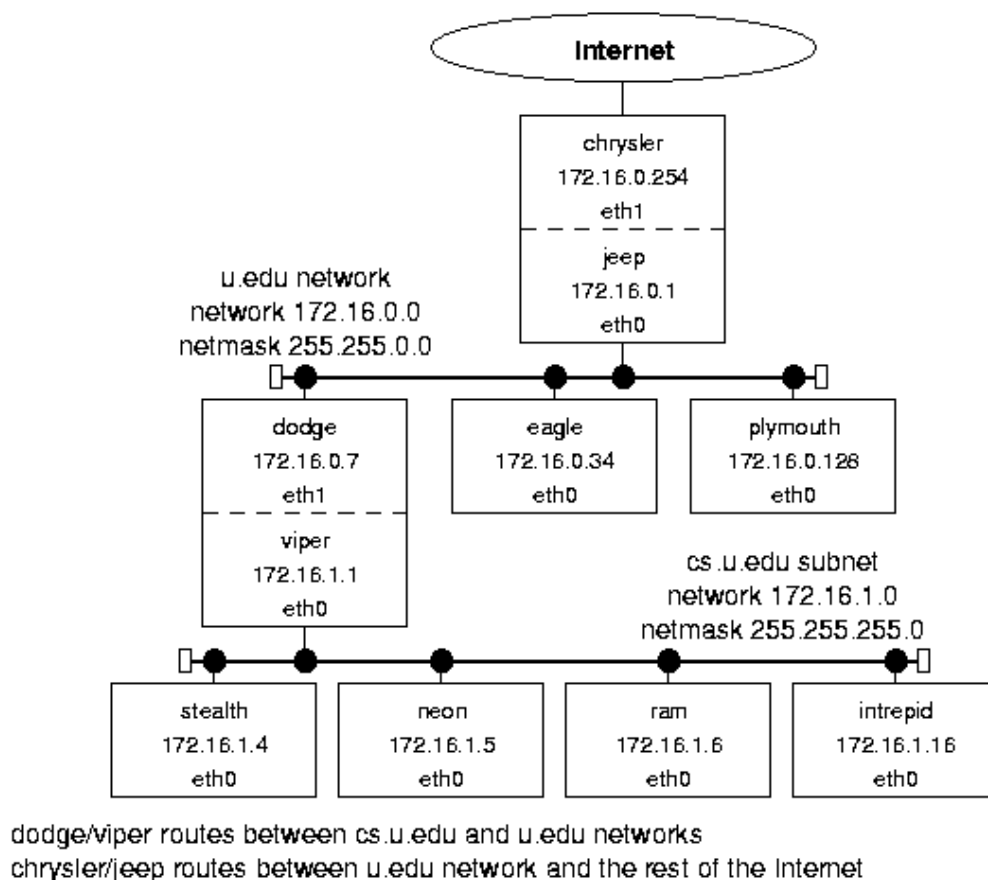 Internet
chrysler
172.16.0.254
eth1
jeep
172.16.0.1
eth0
u.edu network
network 172.16.0.0
netmask 255.255.0.0
dodge
172.16.0.7
eth1
viper
172.16.1.1
eth0
eagle
172.16.0.34
eth0
plymouth
172.16.0.128
eth0
cs.u.edu subnet
network 172.16.1.0
netmask 255.255.255.0
stealth
172.16.1.4
eth0
neon
172.16.1.5
eth0
ram
172.16.1.6
eth0
intrepid
172.16.1.16
eth0
dodge/viper routes between cs.u.edu and u.edu networks
chrysler/jeep routes between u.edu network and the rest of the Internet